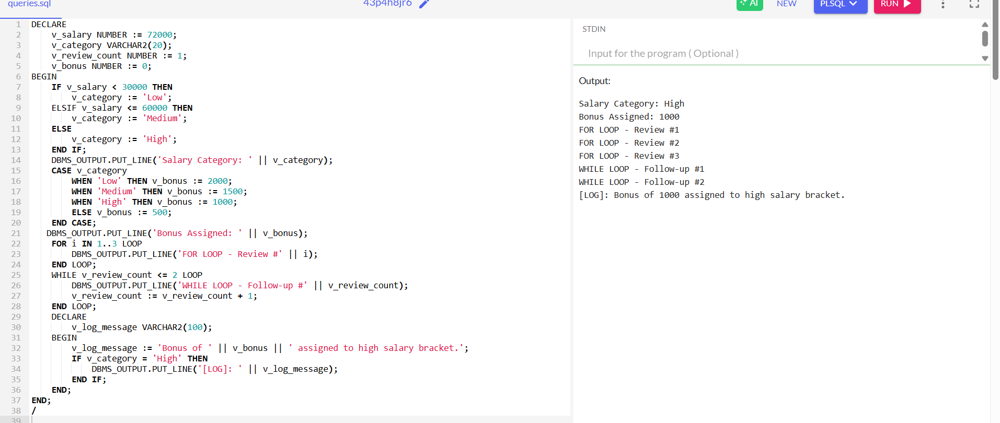 queries.sql
43p4h8jr6
AI
NEW
PLSQL
RUN
1 DECLARE
2     v_salary NUMBER := 72000;
3     v_category VARCHAR2(20);
4     v_review_count NUMBER := 1;
5     v_bonus NUMBER := 0;
6 BEGIN
7     IF v_salary < 30000 THEN
8         v_category := 'Low';
9     ELSIF v_salary <= 60000 THEN
10         v_category := 'Medium';
11     ELSE
12         v_category := 'High';
13     END IF;
14     DBMS_OUTPUT.PUT_LINE('Salary Category: ' || v_category);
15     CASE v_category
16         WHEN 'Low' THEN v_bonus := 2000;
17         WHEN 'Medium' THEN v_bonus := 1500;
18         WHEN 'High' THEN v_bonus := 1000;
19         ELSE v_bonus := 500;
20     END CASE;
21    DBMS_OUTPUT.PUT_LINE('Bonus Assigned: ' || v_bonus);
22     FOR i IN 1..3 LOOP
23         DBMS_OUTPUT.PUT_LINE('FOR LOOP - Review #' || i);
24     END LOOP;
25     WHILE v_review_count <= 2 LOOP
26         DBMS_OUTPUT.PUT_LINE('WHILE LOOP - Follow-up #' || v_review_count);
27         v_review_count := v_review_count + 1;
28     END LOOP;
29     DECLARE
30         v_log_message VARCHAR2(100);
31     BEGIN
32         v_log_message := 'Bonus of ' || v_bonus || ' assigned to high salary bracket.';
33         IF v_category = 'High' THEN
34             DBMS_OUTPUT.PUT_LINE('[LOG]: ' || v_log_message);
35         END IF;
36     END;
37 END;
38 /
39
STDIN
Input for the program ( Optional )
Output:
Salary Category: High
Bonus Assigned: 1000
FOR LOOP - Review #1
FOR LOOP - Review #2
FOR LOOP - Review #3
WHILE LOOP - Follow-up #1
WHILE LOOP - Follow-up #2
[LOG]: Bonus of 1000 assigned to high salary bracket.